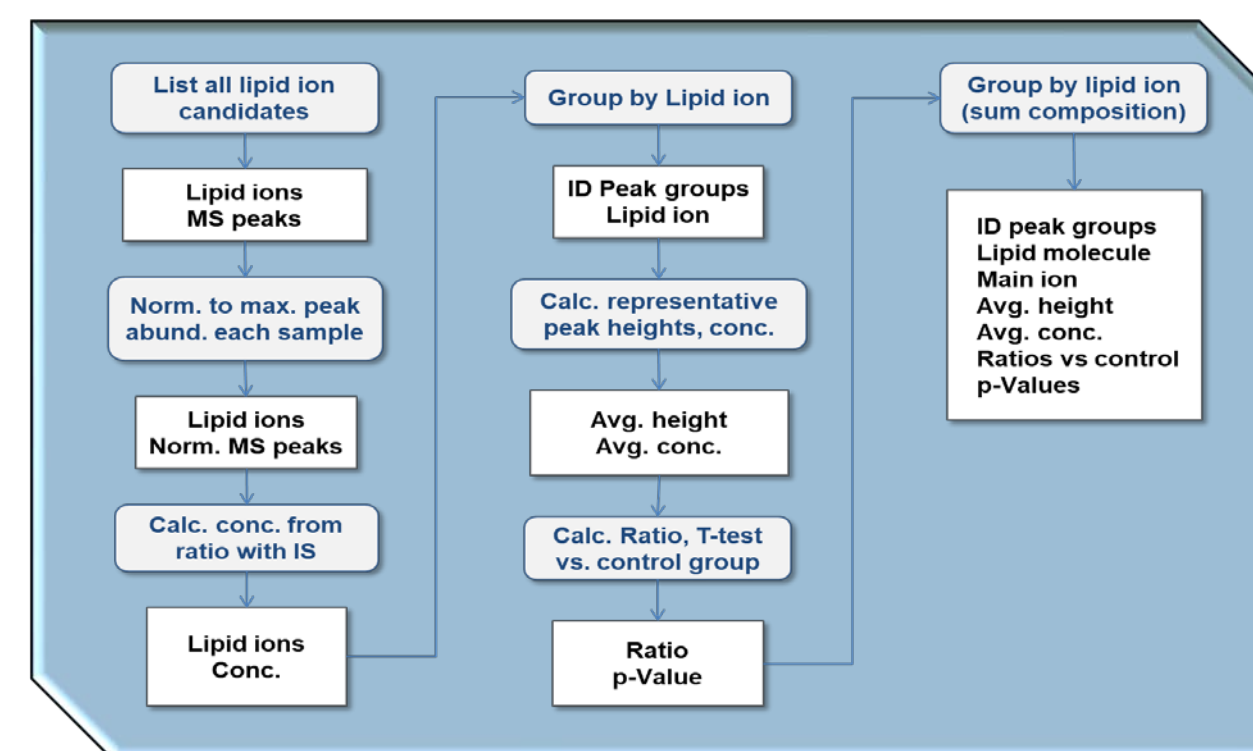 List all lipid ion
candidates
Lipid ions
MS peaks
Norm. to max. peak
abund. each sample
Lipid ions
Norm. MS peaks
Calc. conc. from
ratio with IS
Lipid ions
Conc.
Group by Lipid ion
ID Peak groups
Lipid ion
Calc. representative
peak heights, conc.
Avg. height
Avg. conc.
Calc. Ratio, T-test
vs. control group
Ratio
p-Value
Group by lipid ion
(sum composition)
ID peak groups
Lipid molecule
Main ion
Avg. height
Avg. conc.
Ratios vs control
p-Values